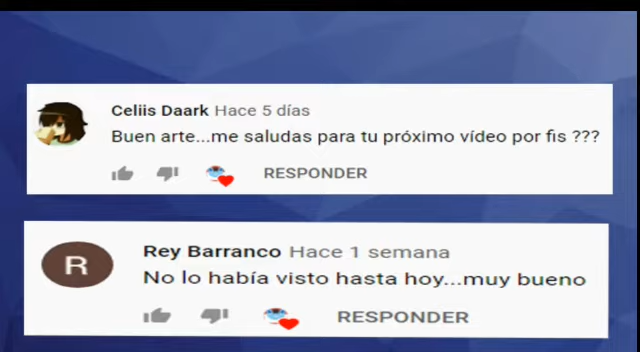 Celiis Daark Hace 5 días
Buen arte...me saludas para tu próximo vídeo por fis ???
RESPONDER
R
Rey Barranco Hace 1 semana
No lo había visto hasta hoy...muy bueno
RESPONDER